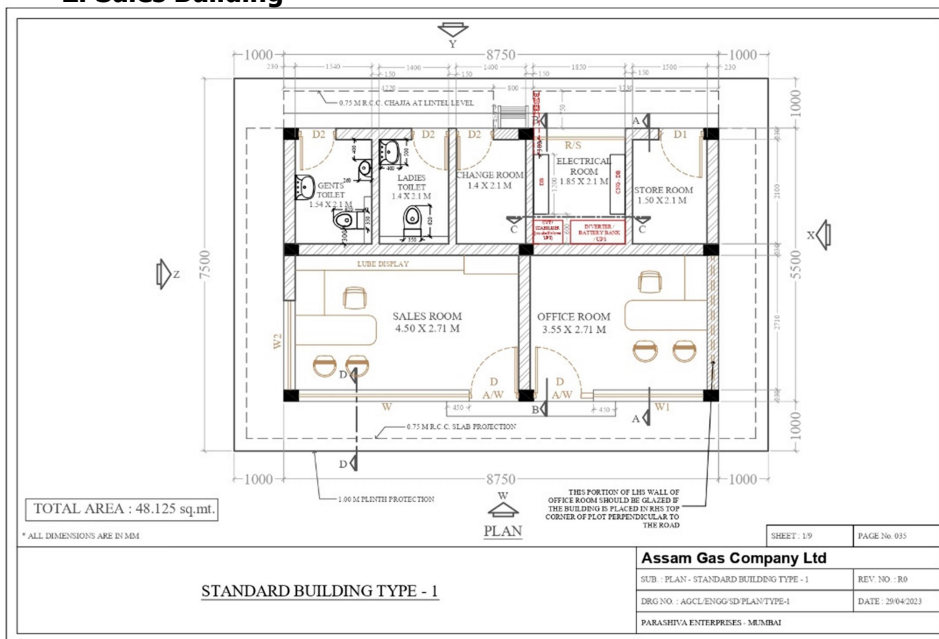 2. Sales Building
Y
1000
8750
1000
230
1540
150
1400
150
1400
150
1850
150
1500
230
1220
800
1230
0.75 M R.C.C. CHAJJA AT LINTEL LEVEL
D2
D2
D2
R/S
D1
B
A
GENTS
TOILET
1.54 X 2.1 M
LADIES
TOILET
1.4 X 2.1 M
CHANGE ROOM
1.4 X 2.1 M
ELECTRICAL
ROOM
1.85 X 2.1 M
STORE ROOM
1.50 X 2.1 M
DB
1200
600
C
C
INVERTER /
BATTERY BANK
/ UPS
LUBE DISPLAY
SALES ROOM
4.50 X 2.71 M
OFFICE ROOM
3.55 X 2.71 M
1000
2100
2710
5500
1000
7500
X
Z
W2
D
D
A/W
D
A/W
W
W1
450
450
B
A
0.75 M R.C.C. SLAB PROJECTION
D
1000
8750
1000
1.00 M PLINTH PROTECTION
W
PLAN
THIS PORTION OF LHS WALL OF
OFFICE ROOM SHOULD BE GLAZED IF
THE BUILDING IS PLACED IN RHS TOP
CORNER OF PLOT PERPENDICULAR TO
THE ROAD
TOTAL AREA : 48.125 sq.mt.
* ALL DIMENSIONS ARE IN MM
SHEET : 1/9
PAGE No. 035
STANDARD BUILDING TYPE - 1
Assam Gas Company Ltd
SUB. : PLAN - STANDARD BUILDING TYPE - 1
REV. NO. : R0
DRG NO. : AGCL/ENGG/SD/PLAN/TYPE-1
DATE : 29/04/2023
PARASHIVA ENTERPRISES - MUMBAI